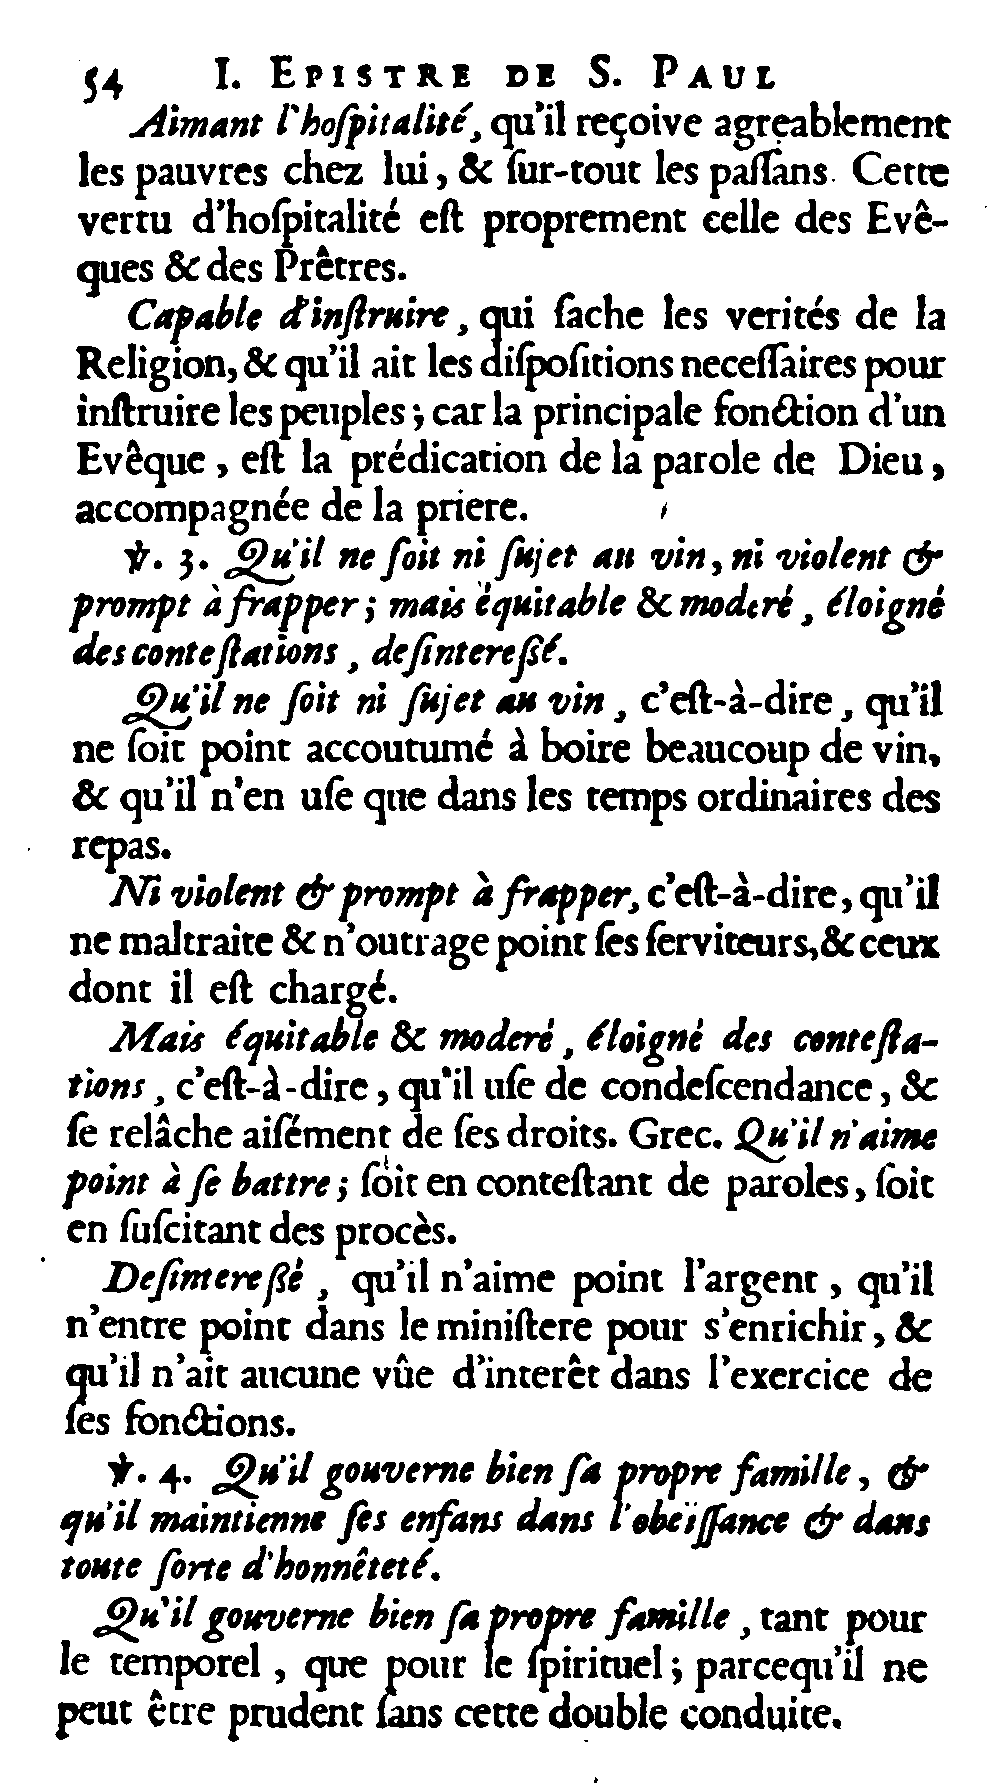 54 I. EPISTRE DE S. PAUL
Aimant l'hoſpitalité, qu'il reçoive agreablement
les pauvres chez lui, & ſur-tout les paſſans. Cette
vertu d'hoſpitalité eſt proprement celle des Evê-
ques & des Prêtres.
Capable d'inſtruire, qui ſache les verités de la
Religion, & qu'il ait les diſpoſitions neceſſaires pour
inſtruire les peuples; car la principale fonction d'un
Evêque, eſt la prédication de la parole de Dieu,
accompagnée de la priere.
℣. 3. Qu'il ne ſoit ni ſujet au vin, ni violent &
prompt à frapper; mais équitable & moderé, éloigné
des conteſtations, deſintereſſé.
Qu'il ne ſoit ni ſujet au vin, c'eſt-à-dire, qu'il
ne ſoit point accoutumé à boire beaucoup de vin,
& qu'il n'en uſe que dans les temps ordinaires des
repas.
Ni violent & prompt à frapper, c'eſt-à-dire, qu'il
ne maltraite & n'outrage point ſes ſerviteurs, & ceux
dont il eſt chargé.
Mais équitable & moderé, éloigné des conteſta-
tions, c'eſt-à-dire, qu'il uſe de condeſcendance, &
ſe relâche aiſément de ſes droits. Grec. Qu'il n'aime
point à ſe battre; ſoit en conteſtant de paroles, ſoit
en ſuſcitant des procès.
Deſintereſſé, qu'il n'aime point l'argent, qu'il
n'entre point dans le miniſtere pour s'enrichir, &
qu'il n'ait aucune vûe d'interêt dans l'exercice de
ſes fonctions.
℣. 4. Qu'il gouverne bien ſa propre famille, &
qu'il maintienne ſes enfans dans l'obeïſſance & dans
toute ſorte d'honnêteté.
Qu'il gouverne bien ſa propre famille, tant pour
le temporel, que pour le ſpirituel; parcequ'il ne
peut être prudent ſans cette double conduite.